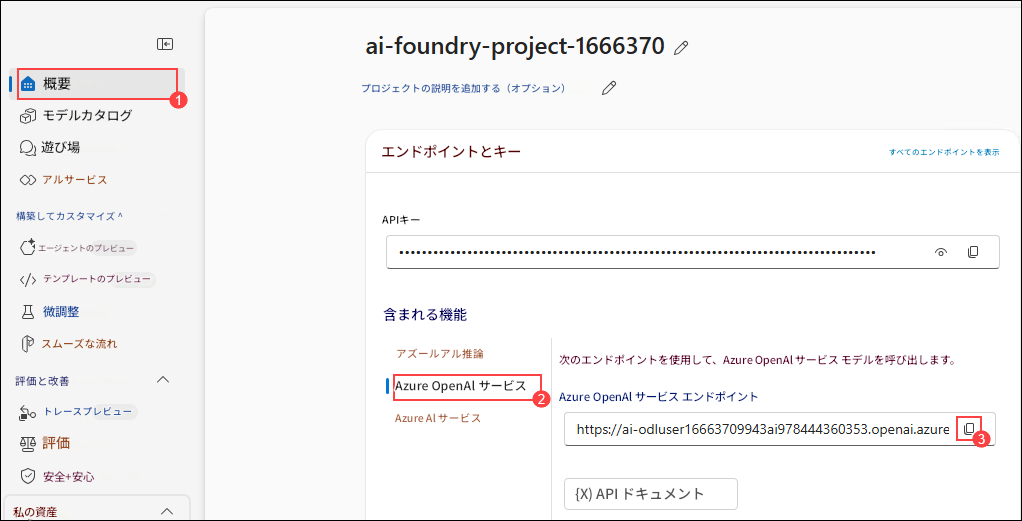 ai-foundry-project-1666370
プロジェクトの説明を追加する（オプション）
概要
1
モデルカタログ
遊び場
アルサービス
構築してカスタマイズ ^
エージェントのプレビュー
テンプレートのプレビュー
微調整
スムーズな流れ
評価と改善
トレースプレビュー
評価
安全+安心
私の資産
エンドポイントとキー
すべてのエンドポイントを表示
APIキー
含まれる機能
アズールアル推論
Azure OpenAl サービス
2
Azure Al サービス
次のエンドポイントを使用して、Azure OpenAl サービス モデルを呼び出します。
Azure OpenAl サービス エンドポイント
https://ai-odluser16663709943ai978444360353.openai.azure
3
{X) API ドキュメント